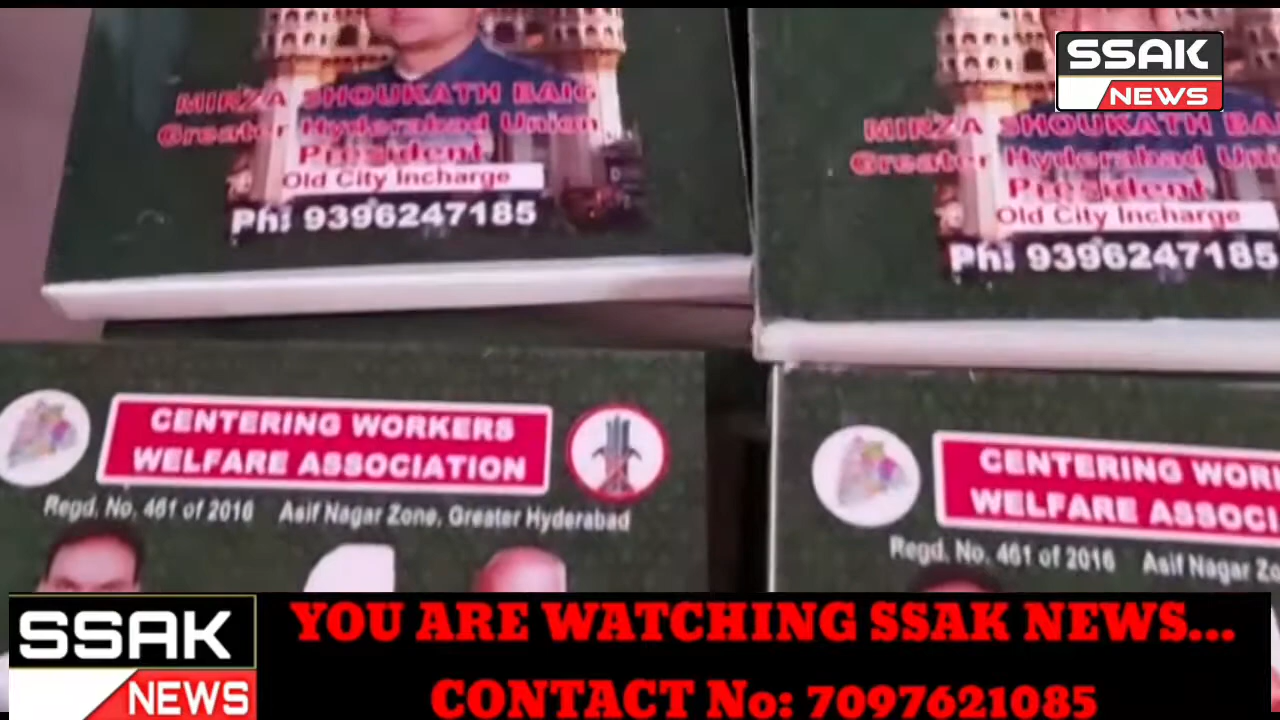 SSAK
NEWS
MIRZA SHOUKATH BAIG
Greater Hyderabad Union
President
Old City Incharge
Ph: 9396247185
MIRZA SHOUKATH BA
Greater Hyderabad Uni
President
Old City Incharge
Ph: 9396247185
CENTERING WORKERS
WELFARE ASSOCIATION
Regd. No. 461 of 2016 Asif Nagar Zone, Greater Hyderabad
CENTERING WOR
WELFARE ASSOCI
Regd. No. 461 of 2016 Asif Nagar Zo
SSAK
NEWS
YOU ARE WATCHING SSAK NEWS...
CONTACT No: 7097621085